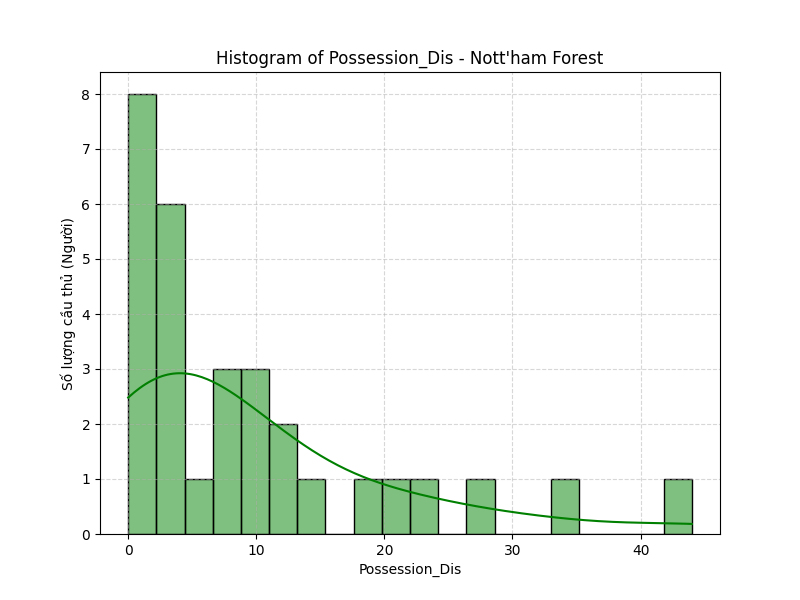 Histogram of Possession_Dis - Nott'ham Forest
8
7
6
5
4
3
2
1
0
Số lượng cầu thủ (Người)
0 10 20 30 40
Possession_Dis